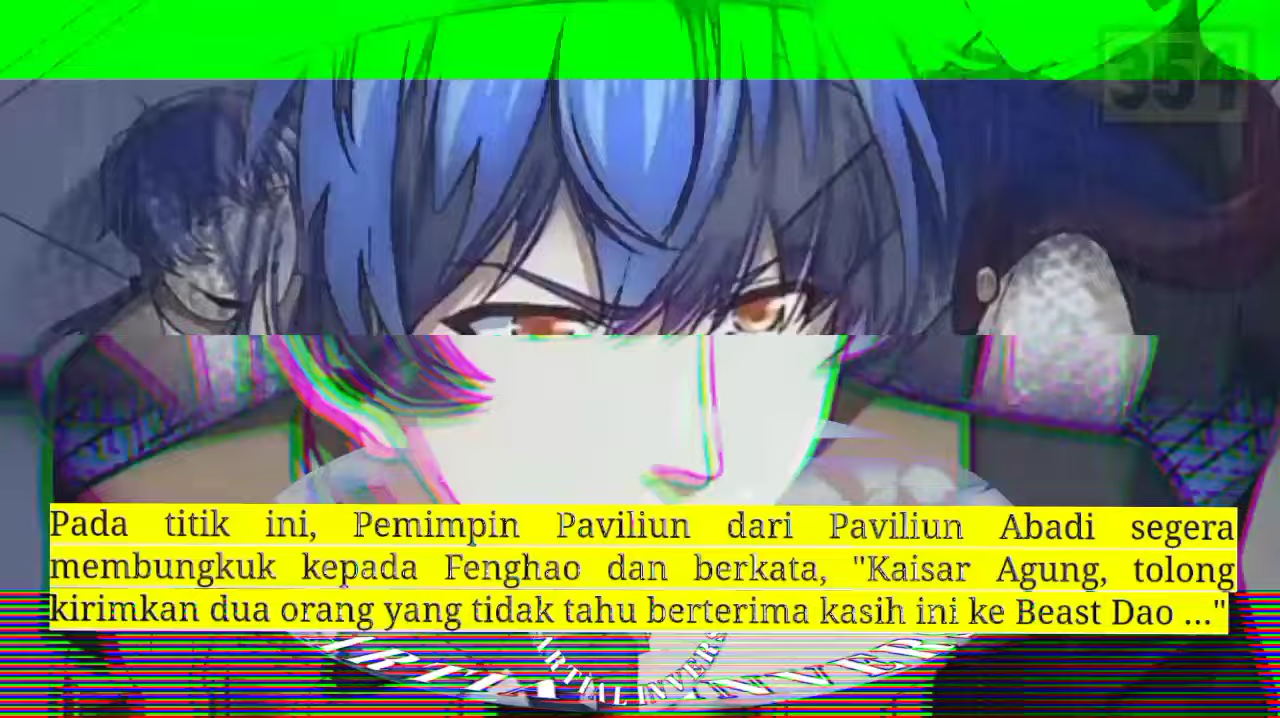 351
Pada titik ini, Pemimpin Paviliun dari Paviliun Abadi segera
membungkuk kepada Fenghao dan berkata, "Kaisar Agung, tolong
kirimkan dua orang yang tidak tahu berterima kasih ini ke Beast Dao ..."